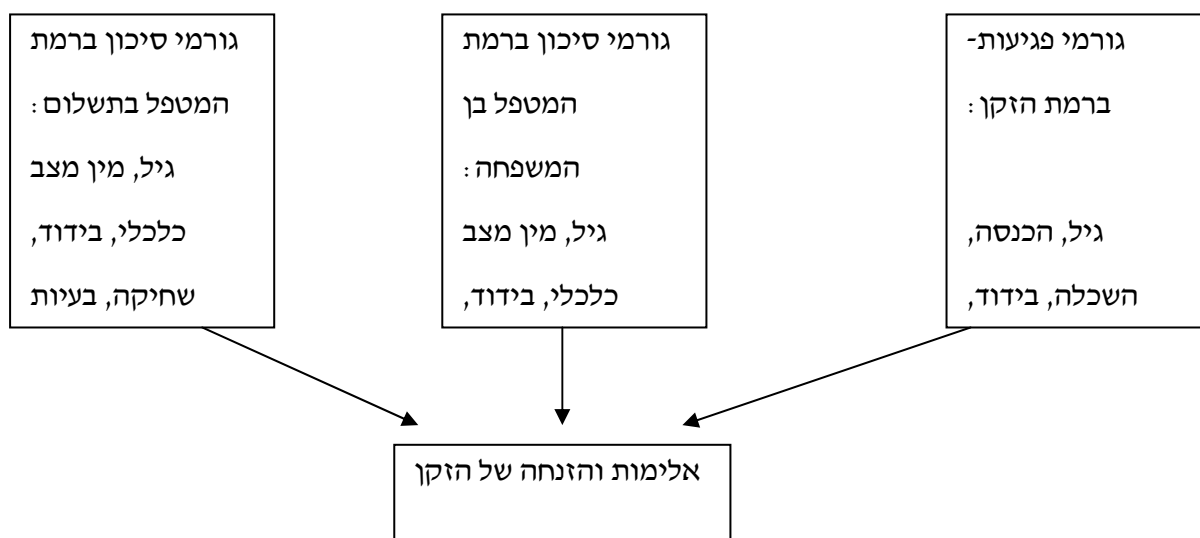 גורמי פגיעות-
ברמת הזקן:
גיל, הכנסה,
השכלה, בידוד,
גורמי סיכון ברמת
המטפל בן
המשפחה:
גיל, מין מצב
כלכלי, בידוד,
גורמי סיכון ברמת
המטפל בתשלום:
גיל, מין מצב
כלכלי, בידוד,
שחיקה, בעיות
אלימות והזנחה של הזקן